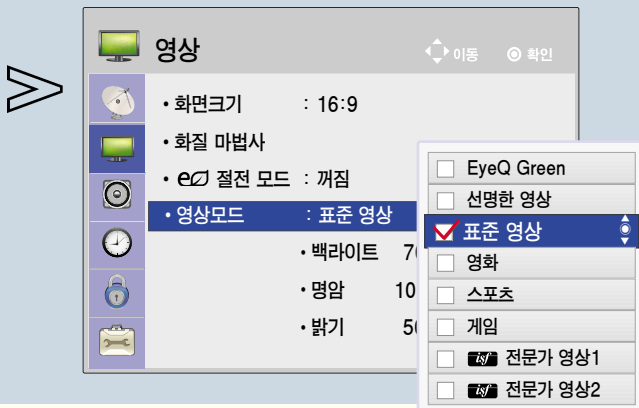 영상
이동 확인
• 화면크기 : 16:9
• 화질 마법사
• e 절전 모드 : 꺼짐
• 영상모드 : 표준 영상
• 백라이트 7
• 명암 10
• 밝기 5
EyeQ Green
선명한 영상
표준 영상
영화
스포츠
게임
isf 전문가 영상1
isf 전문가 영상2